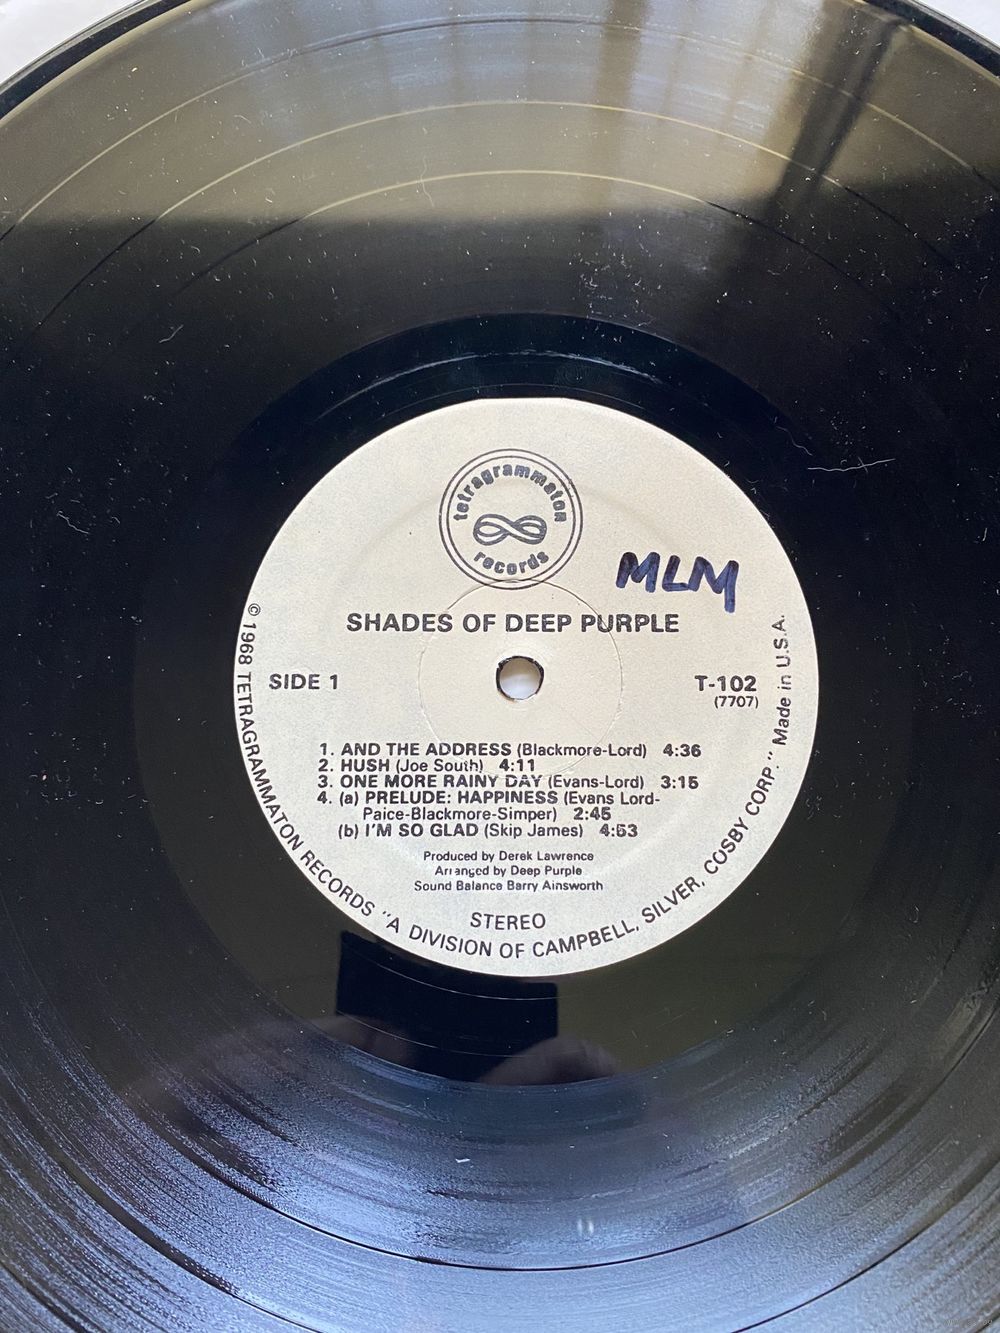 tetragrammaton
records
MLM
SHADES OF DEEP PURPLE
SIDE 1
T-102
(7707)
1. AND THE ADDRESS (Blackmore-Lord) 4:36
2. HUSH (Joe South) 4:11
3. ONE MORE RAINY DAY (Evans-Lord) 3:15
4. (a) PRELUDE: HAPPINESS (Evans Lord-
Paice-Blackmore-Simper) 2:45
(b) I'M SO GLAD (Skip James) 4:53
Produced by Derek Lawrence
Arranged by Deep Purple
Sound Balance Barry Ainsworth
STEREO
© 1968 TETRAGRAMMATON RECORDS "A DIVISION OF CAMPBELL, SILVER, COSBY CORP." Made in U.S.A.